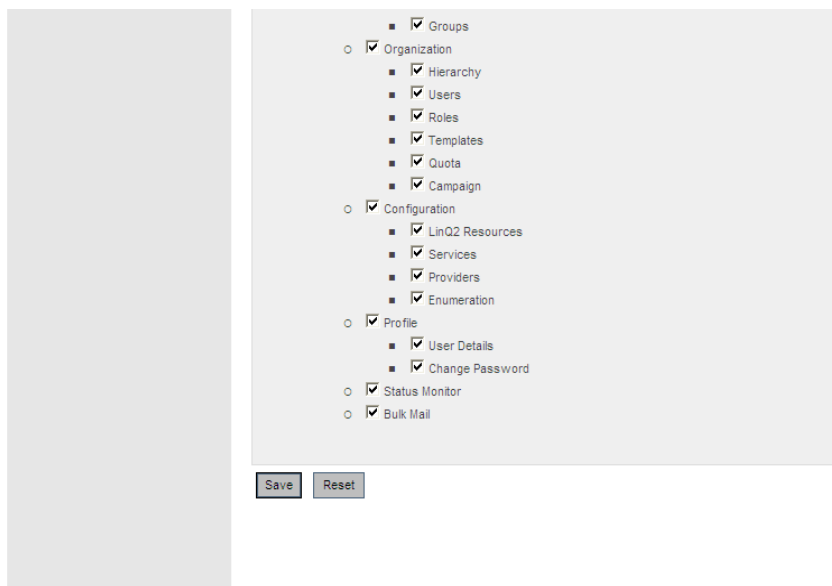 Groups
Organization
Hierarchy
Users
Roles
Templates
Quota
Campaign
Configuration
LinQ2 Resources
Services
Providers
Enumeration
Profile
User Details
Change Password
Status Monitor
Bulk Mail
Save Reset